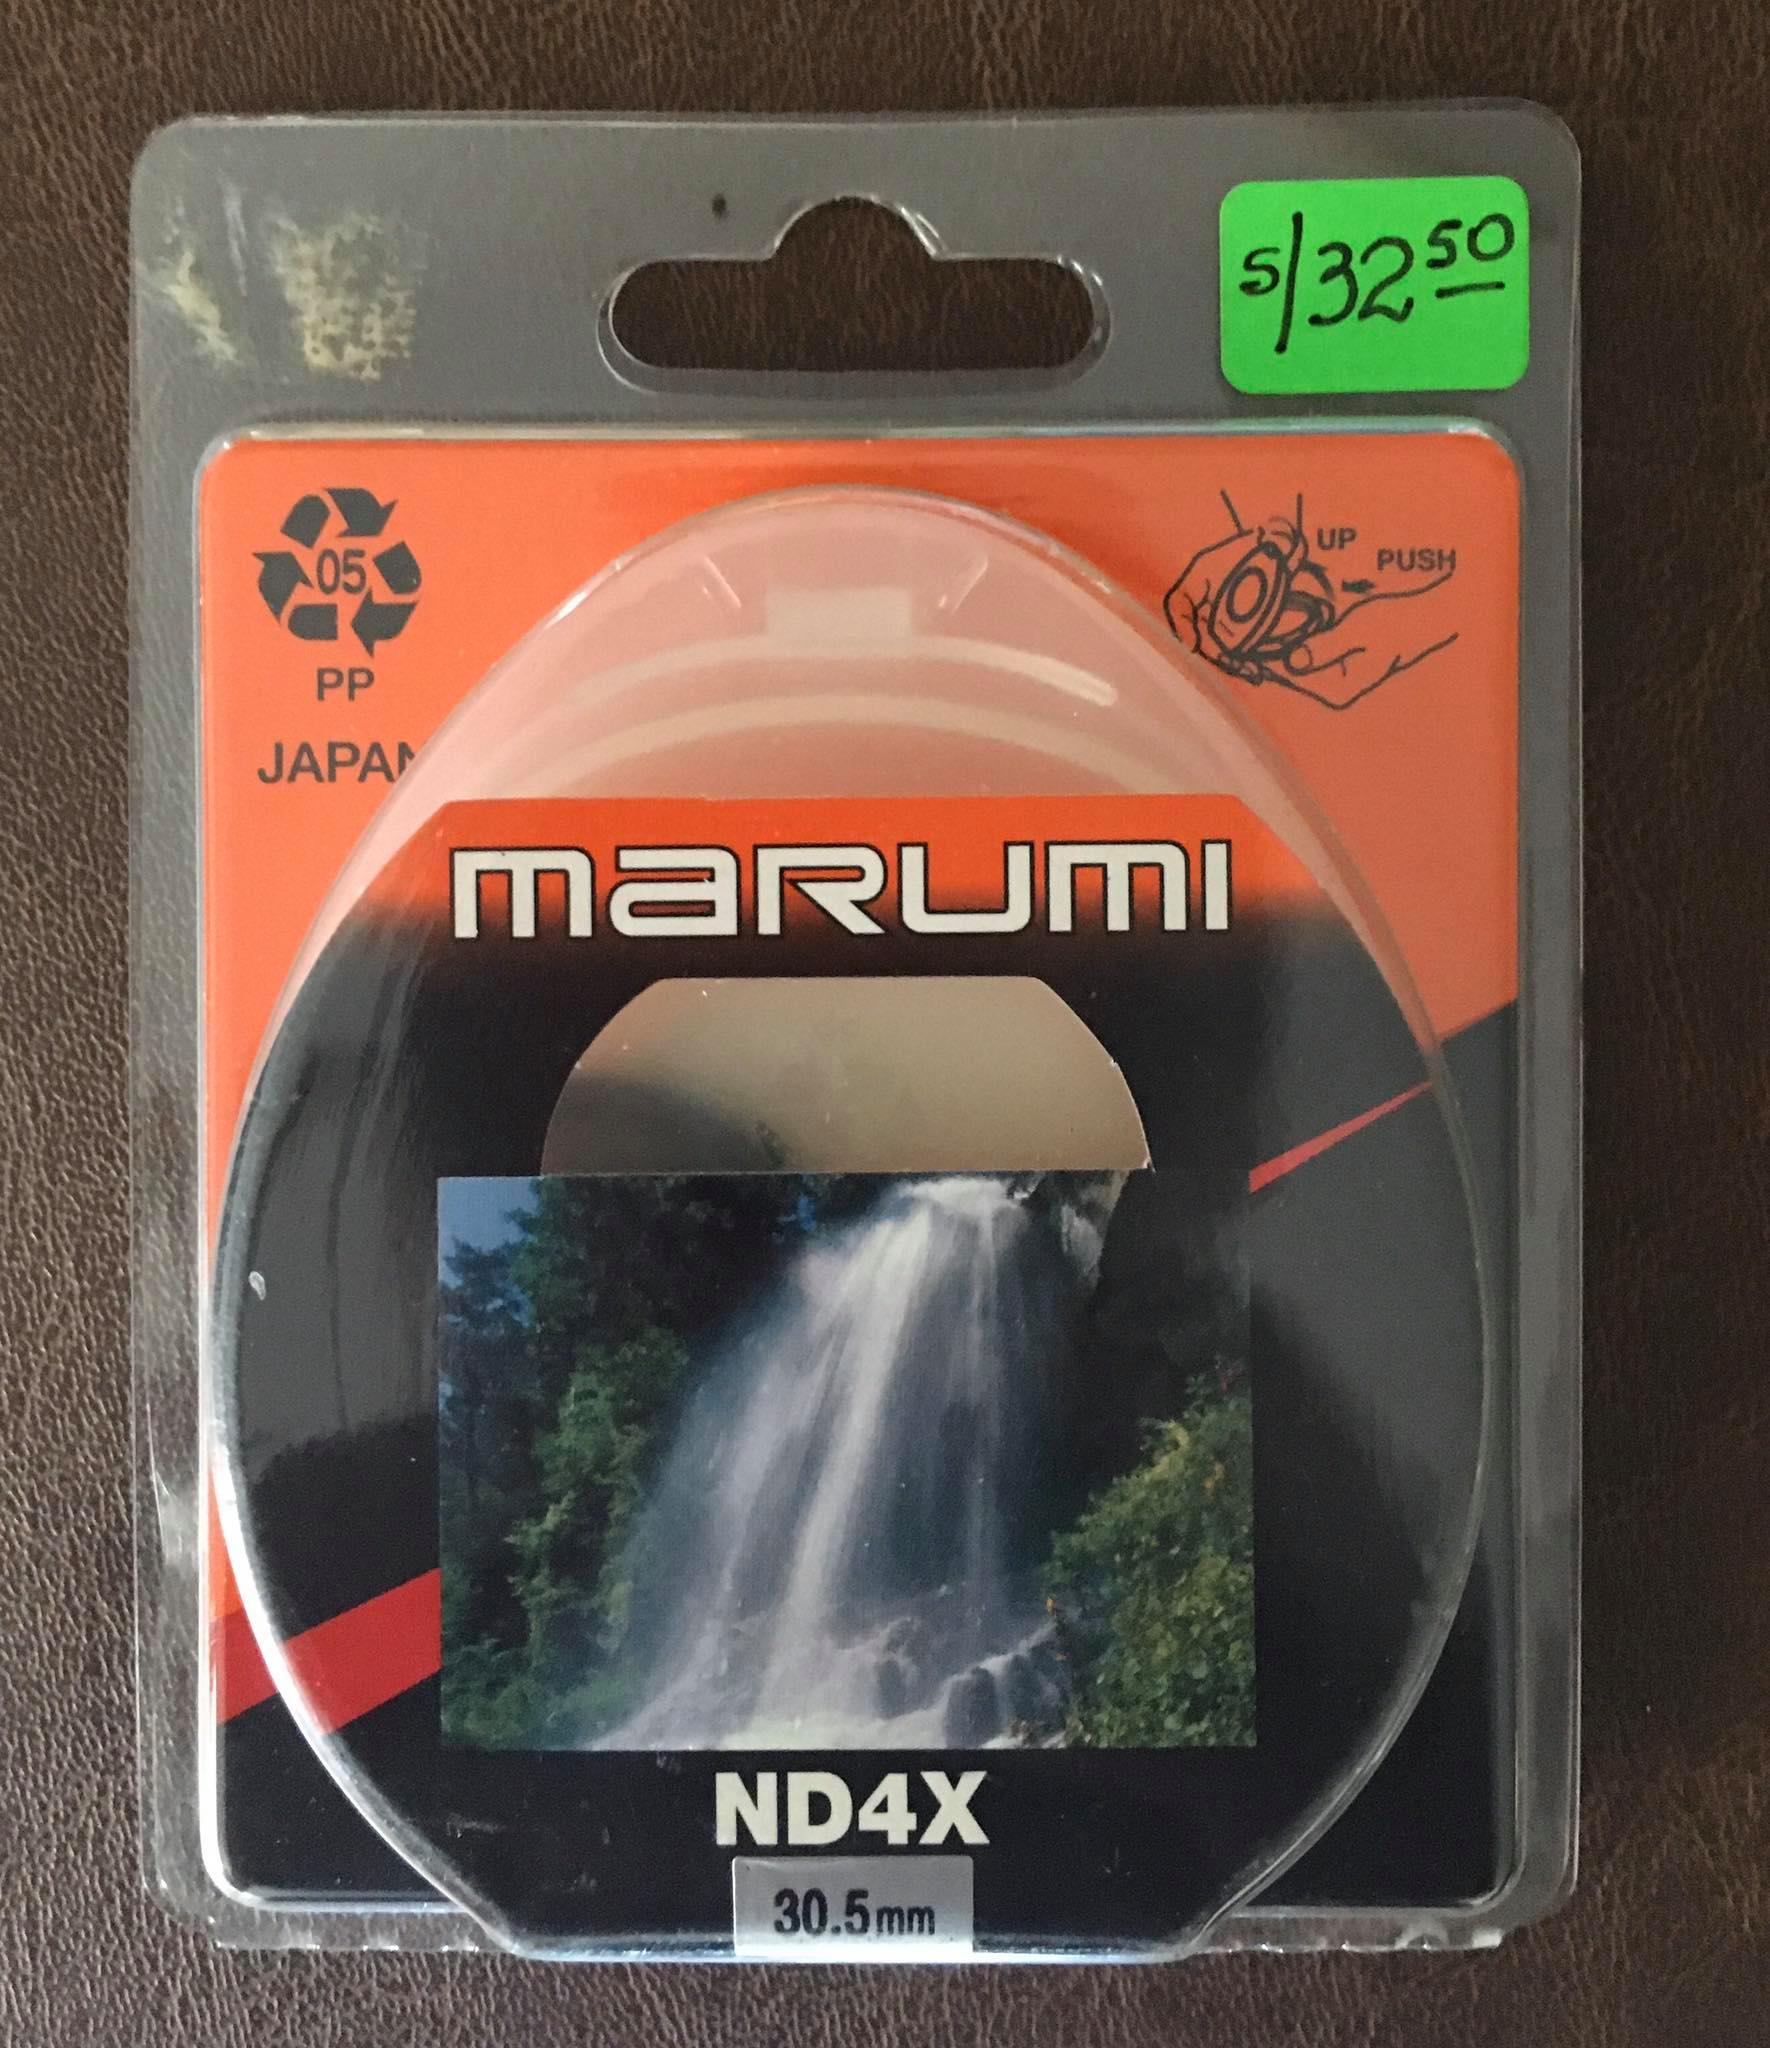 s/32 50
05
PP
JAPAN
UP
PUSH
marumi
ND4X
30.5mm